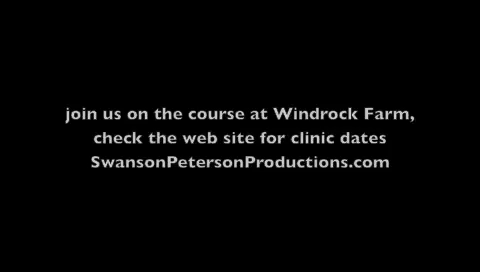 join us on the course at Windrock Farm,
check the web site for clinic dates
SwansonPetersonProductions.com